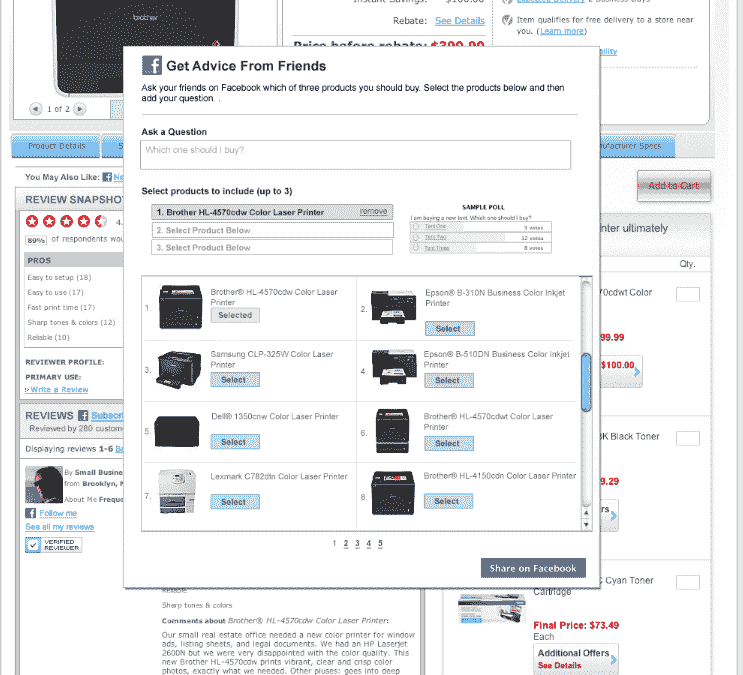 brother
Instant Savings: $100.00
Rebate: See Details
Price before rebate: $399.99
Expected Delivery 2 Business Days
Item qualifies for free delivery to a store near
you. (Learn more)
1 of 2
Product Details
Manufacturer Specs
Get Advice From Friends
Ask your friends on Facebook which of three products you should buy. Select the products below and then
add your question. .
Ask a Question
Which one should I buy?
Select products to include (up to 3)
1. Brother HL-4570cdw Color Laser Printer remove
2. Select Product Below
3. Select Product Below
SAMPLE POLL
I am buying a new tent. Which one should I buy?
Tent One 5 votes
Tent Two 12 votes
Tent Three 8 votes
1. Brother® HL-4570cdw Color Laser
Printer
Selected
2. Epson® B-310N Business Color Inkjet
Printer
Select
3. Samsung CLP-325W Color Laser
Printer
Select
4. Epson® B-510DN Business Color Inkjet
Printer
Select
5. Dell® 1350cnw Color Laser Printer
Select
6. Brother® HL-4570cdwt Color Laser
Printer
Select
7. Lexmark C782dtn Color Laser Printer
Select
8. Brother® HL-4150cdn Color Laser Printer
Select
1 2 3 4 5
Share on Facebook
You May Also Like:
REVIEW SNAPSHOT
4.
89% of respondents wou
PROS
Easy to setup (18)
Easy to use (17)
Fast print time (17)
Sharp tones & colors (12)
Reliable (10)
REVIEWER PROFILE:
PRIMARY USE:
Write a Review
REVIEWS Subscr
Reviewed by 280 custome
Displaying reviews 1-6
By Small Busine
from Brooklyn, N
About Me Freque
Follow me
See all my reviews
VERIFIED
REVIEWER
Reliable
Sharp tones & colors
Comments about Brother® HL-4570cdw Color Laser Printer:
Our small real estate office needed a new color printer for window
ads, listing sheets, and legal documents. We had an HP Laserjet
2600N but we were very disappointed with the color quality. This
new Brother HL-4570cdw prints vibrant, clear and crisp color
photos, exactly what we needed. Other pluses: goes into deep
Add to Cart
inter ultimately
Qty.
70cdwt Color
99.99
$100.00
BK Black Toner
9.29
rs
C Cyan Toner
Cartridge
Final Price: $73.49
Each
Additional Offers
See Details